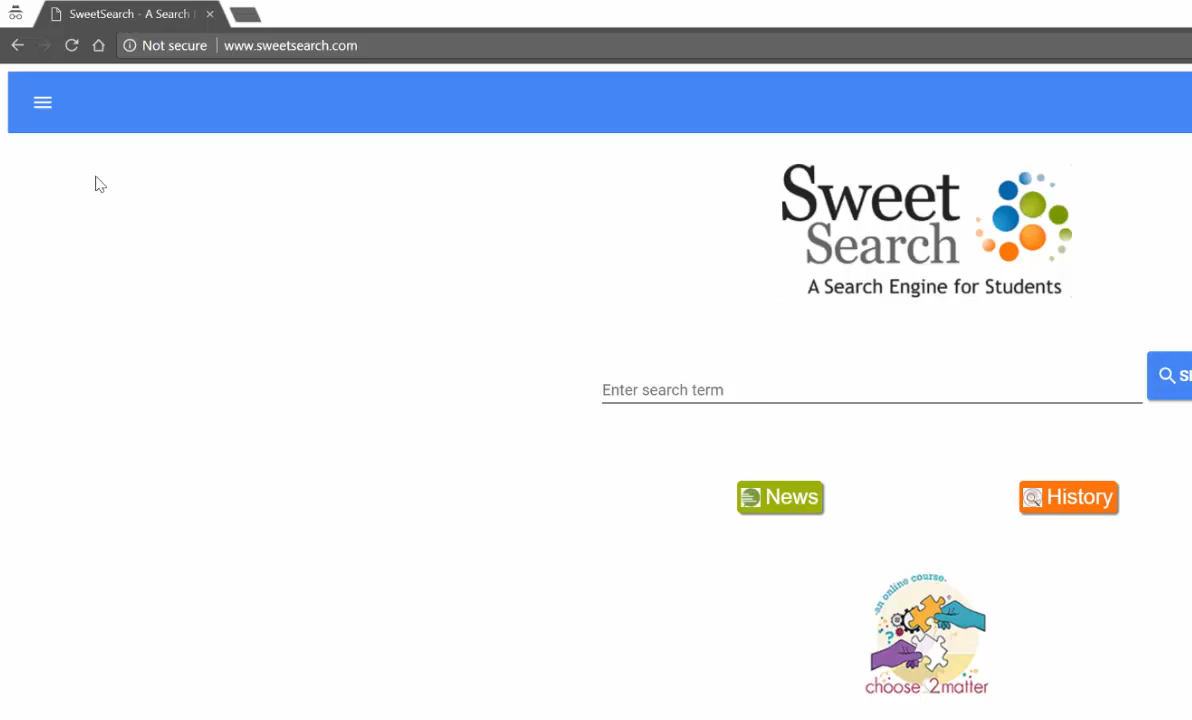 SweetSearch - A Search
Not secure
www.sweetsearch.com
Sweet
Search
A Search Engine for Students
Enter search term
News
History
an online course.
choose 2matter